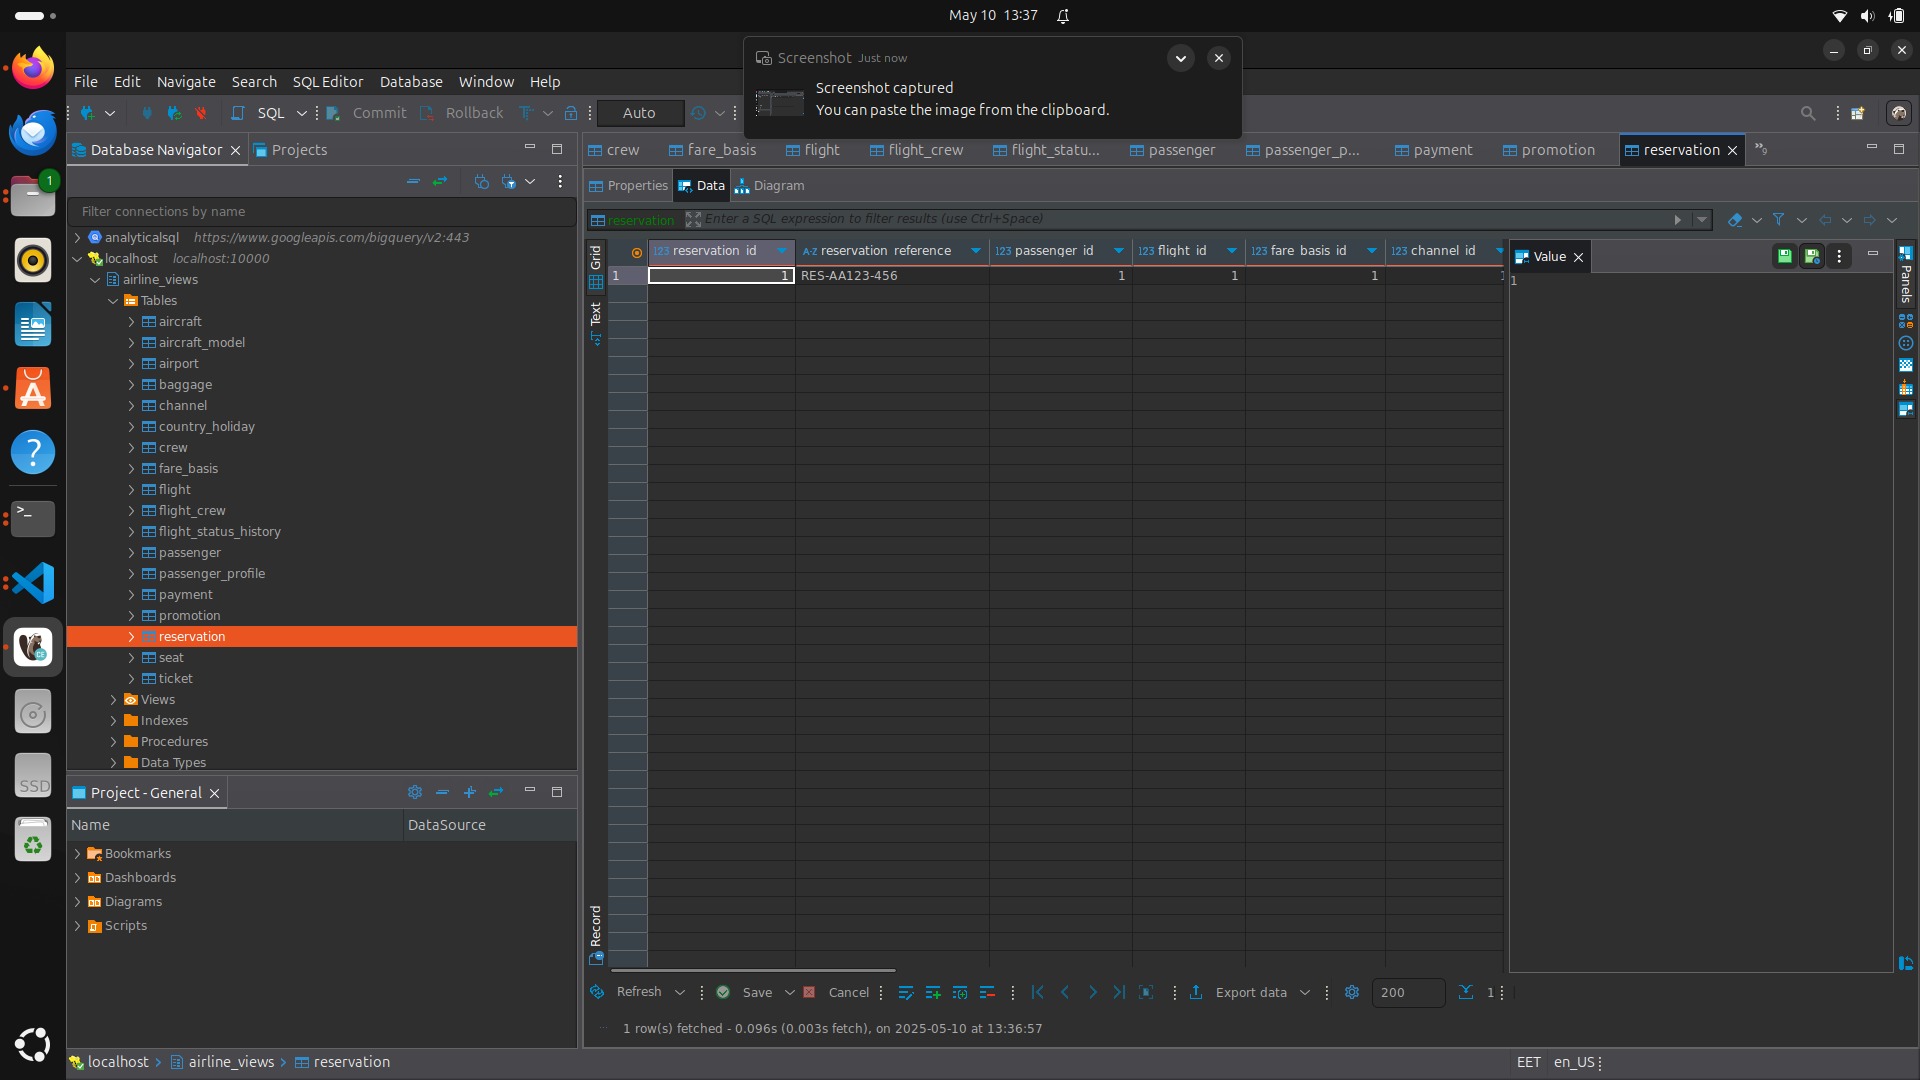 May 10 13:37
Screenshot Just now
Screenshot captured
You can paste the image from the clipboard.
File Edit Navigate Search SQL Editor Database Window Help
SQL Commit Rollback Auto
Database Navigator Projects
Filter connections by name
analyticalsql https://www.googleapis.com/bigquery/v2:443
localhost localhost:10000
airline_views
Tables
aircraft
aircraft_model
airport
baggage
channel
country_holiday
crew
fare_basis
flight
flight_crew
flight_status_history
passenger
passenger_profile
payment
promotion
reservation
seat
ticket
Views
Indexes
Procedures
Data Types
Project - General
Name DataSource
Bookmarks
Dashboards
Diagrams
Scripts
crew fare_basis flight flight_crew flight_statu... passenger passenger_p... payment promotion reservation »9
Properties Data Diagram
reservation Enter a SQL expression to filter results (use Ctrl+Space)
Grid
Text
Record
123 reservation_id A-Z reservation_reference 123 passenger_id 123 flight_id 123 fare_basis_id 123 channel_id
1 1 RES-AA123-456 1 1 1 1
Value
1
Panels
Refresh Save Cancel Export data 200 1
1 row(s) fetched - 0.096s (0.003s fetch), on 2025-05-10 at 13:36:57
localhost airline_views reservation
EET en_US
1
>_
?
CE
SSD